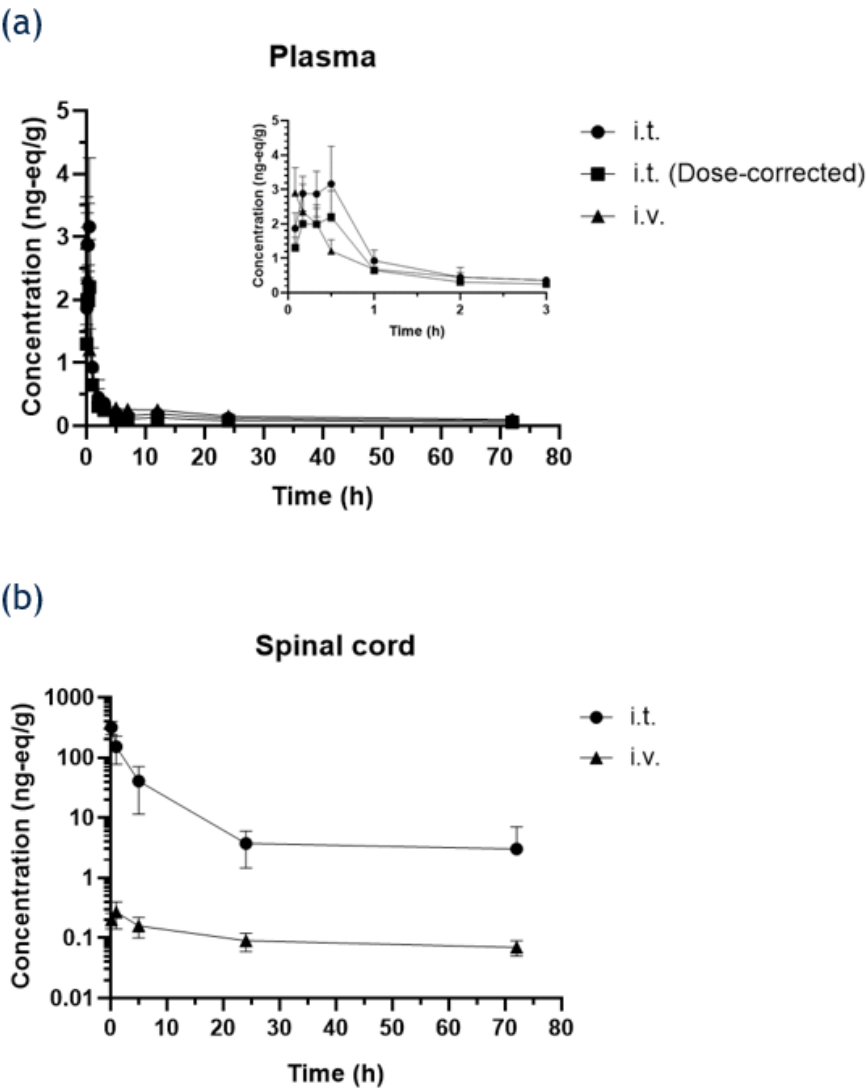 (a)
Plasma
Concentration (ng-eq/g)
5
4
3
2
1
0
0 10 20 30 40 50 60 70 80
Time (h)
Concentration (ng-eq/g)
5
4
3
2
1
0
0 1 2 3
Time (h)
i.t.
i.t. (Dose-corrected)
i.v.
(b)
Spinal cord
Concentration (ng-eq/g)
1000
100
10
1
0.1
0.01
0 10 20 30 40 50 60 70 80
Time (h)
i.t.
i.v.